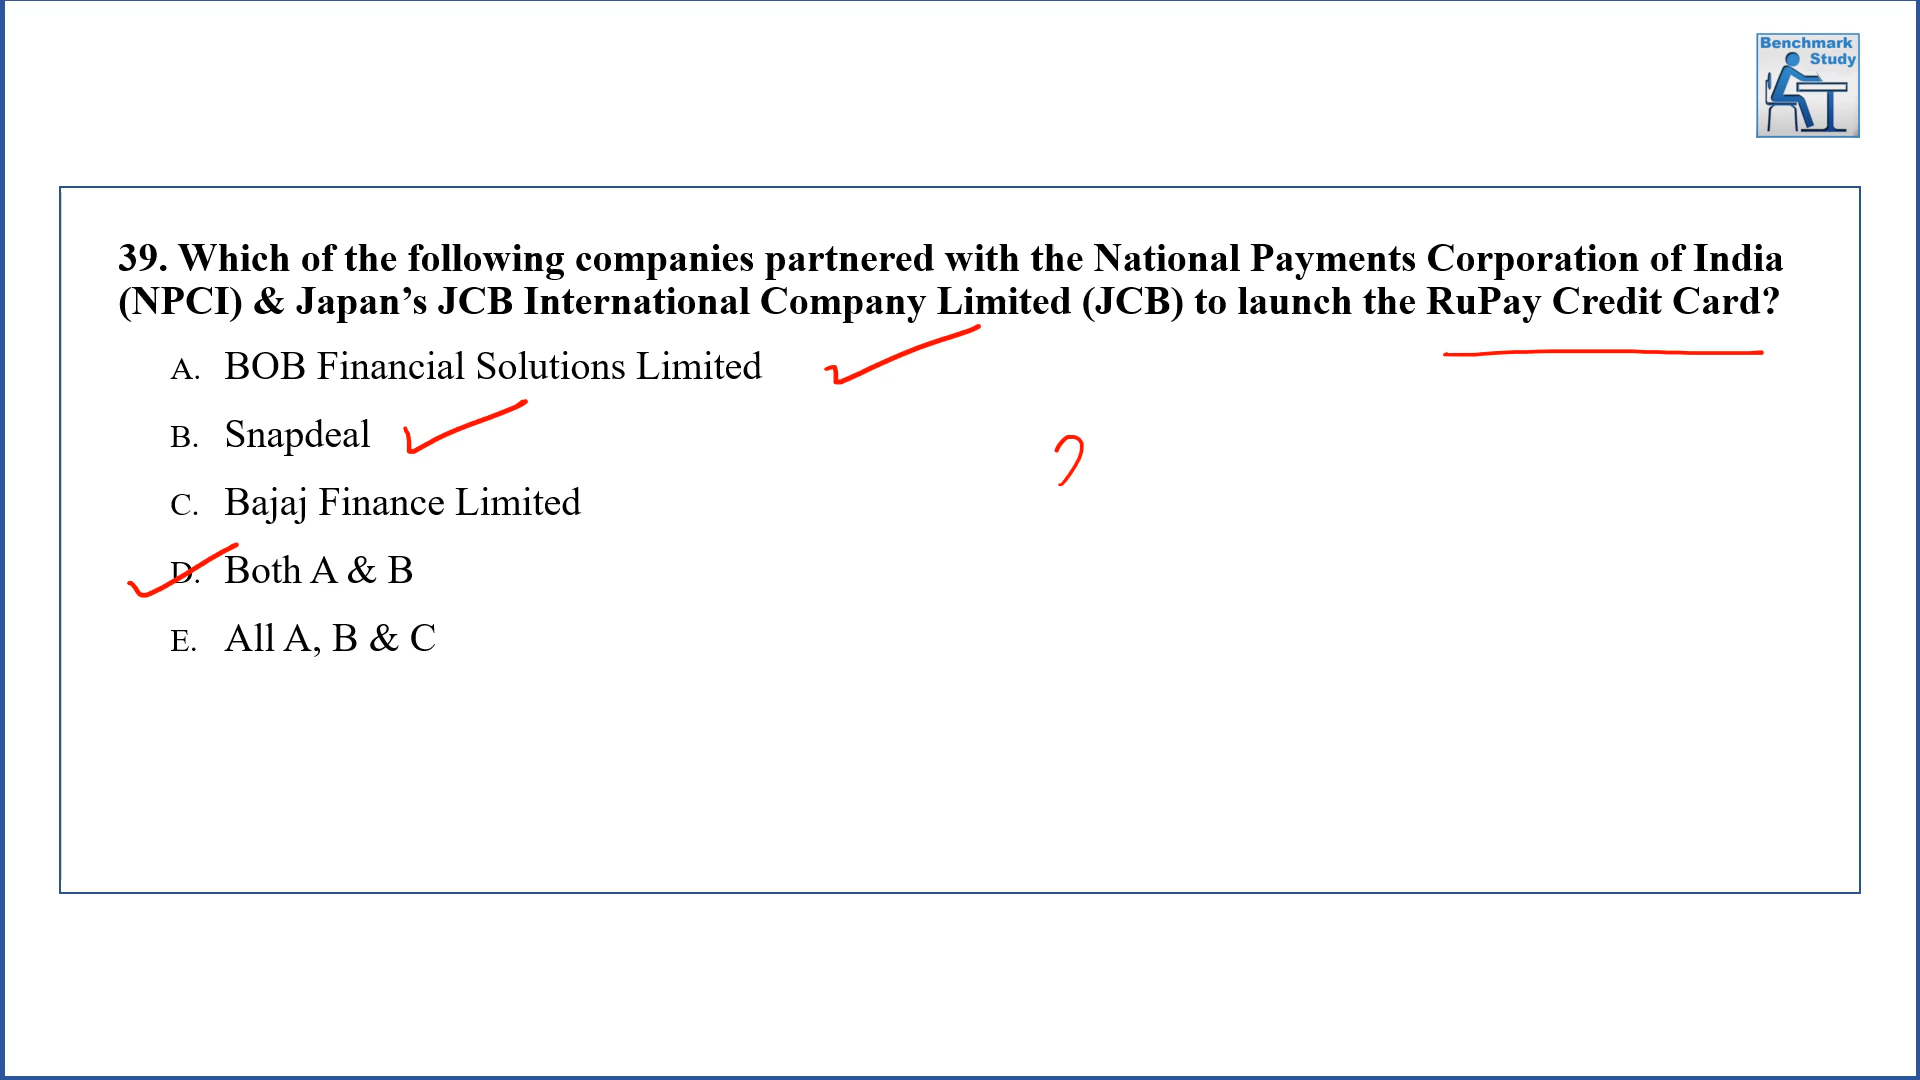 Benchmark
Study
39. Which of the following companies partnered with the National Payments Corporation of India
(NPCI) & Japan’s JCB International Company Limited (JCB) to launch the RuPay Credit Card?
A. BOB Financial Solutions Limited
B. Snapdeal
C. Bajaj Finance Limited
D. Both A & B
E. All A, B & C